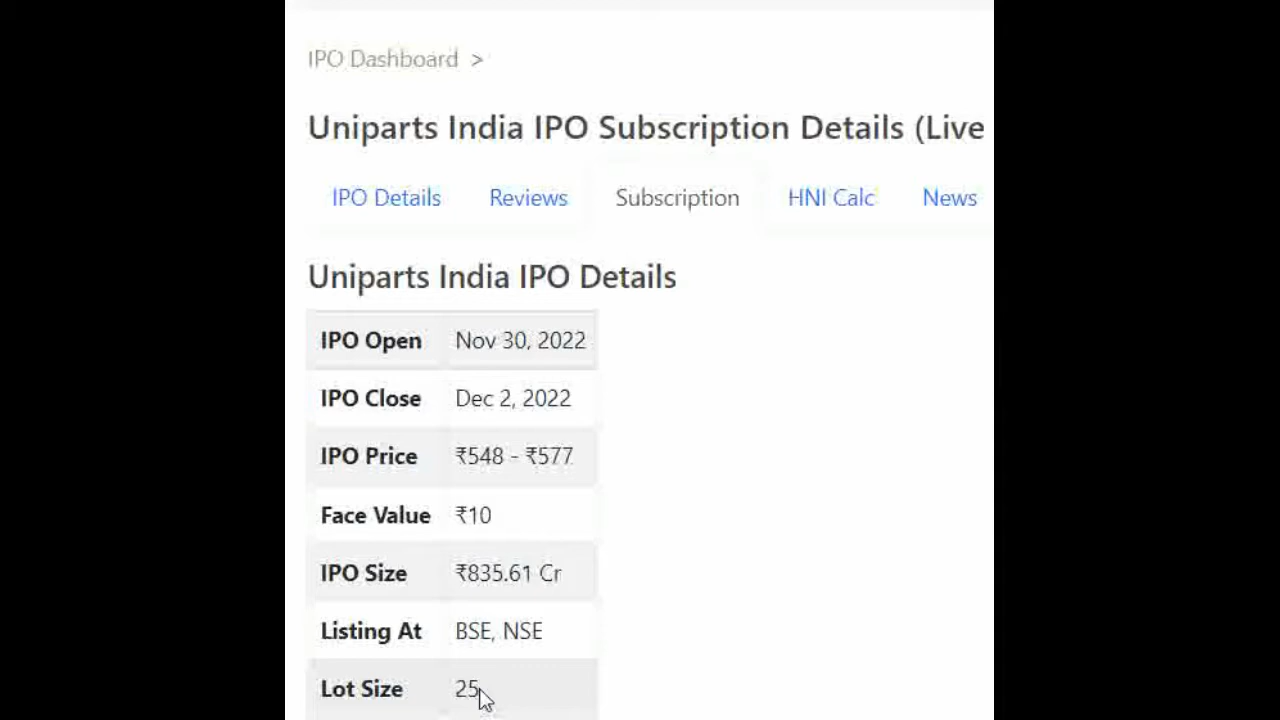 IPO Dashboard >
Uniparts India IPO Subscription Details (Live
IPO Details Reviews Subscription HNI Calc News
Uniparts India IPO Details
IPO Open Nov 30, 2022
IPO Close Dec 2, 2022
IPO Price ₹548 - ₹577
Face Value ₹10
IPO Size ₹835.61 Cr
Listing At BSE, NSE
Lot Size 25